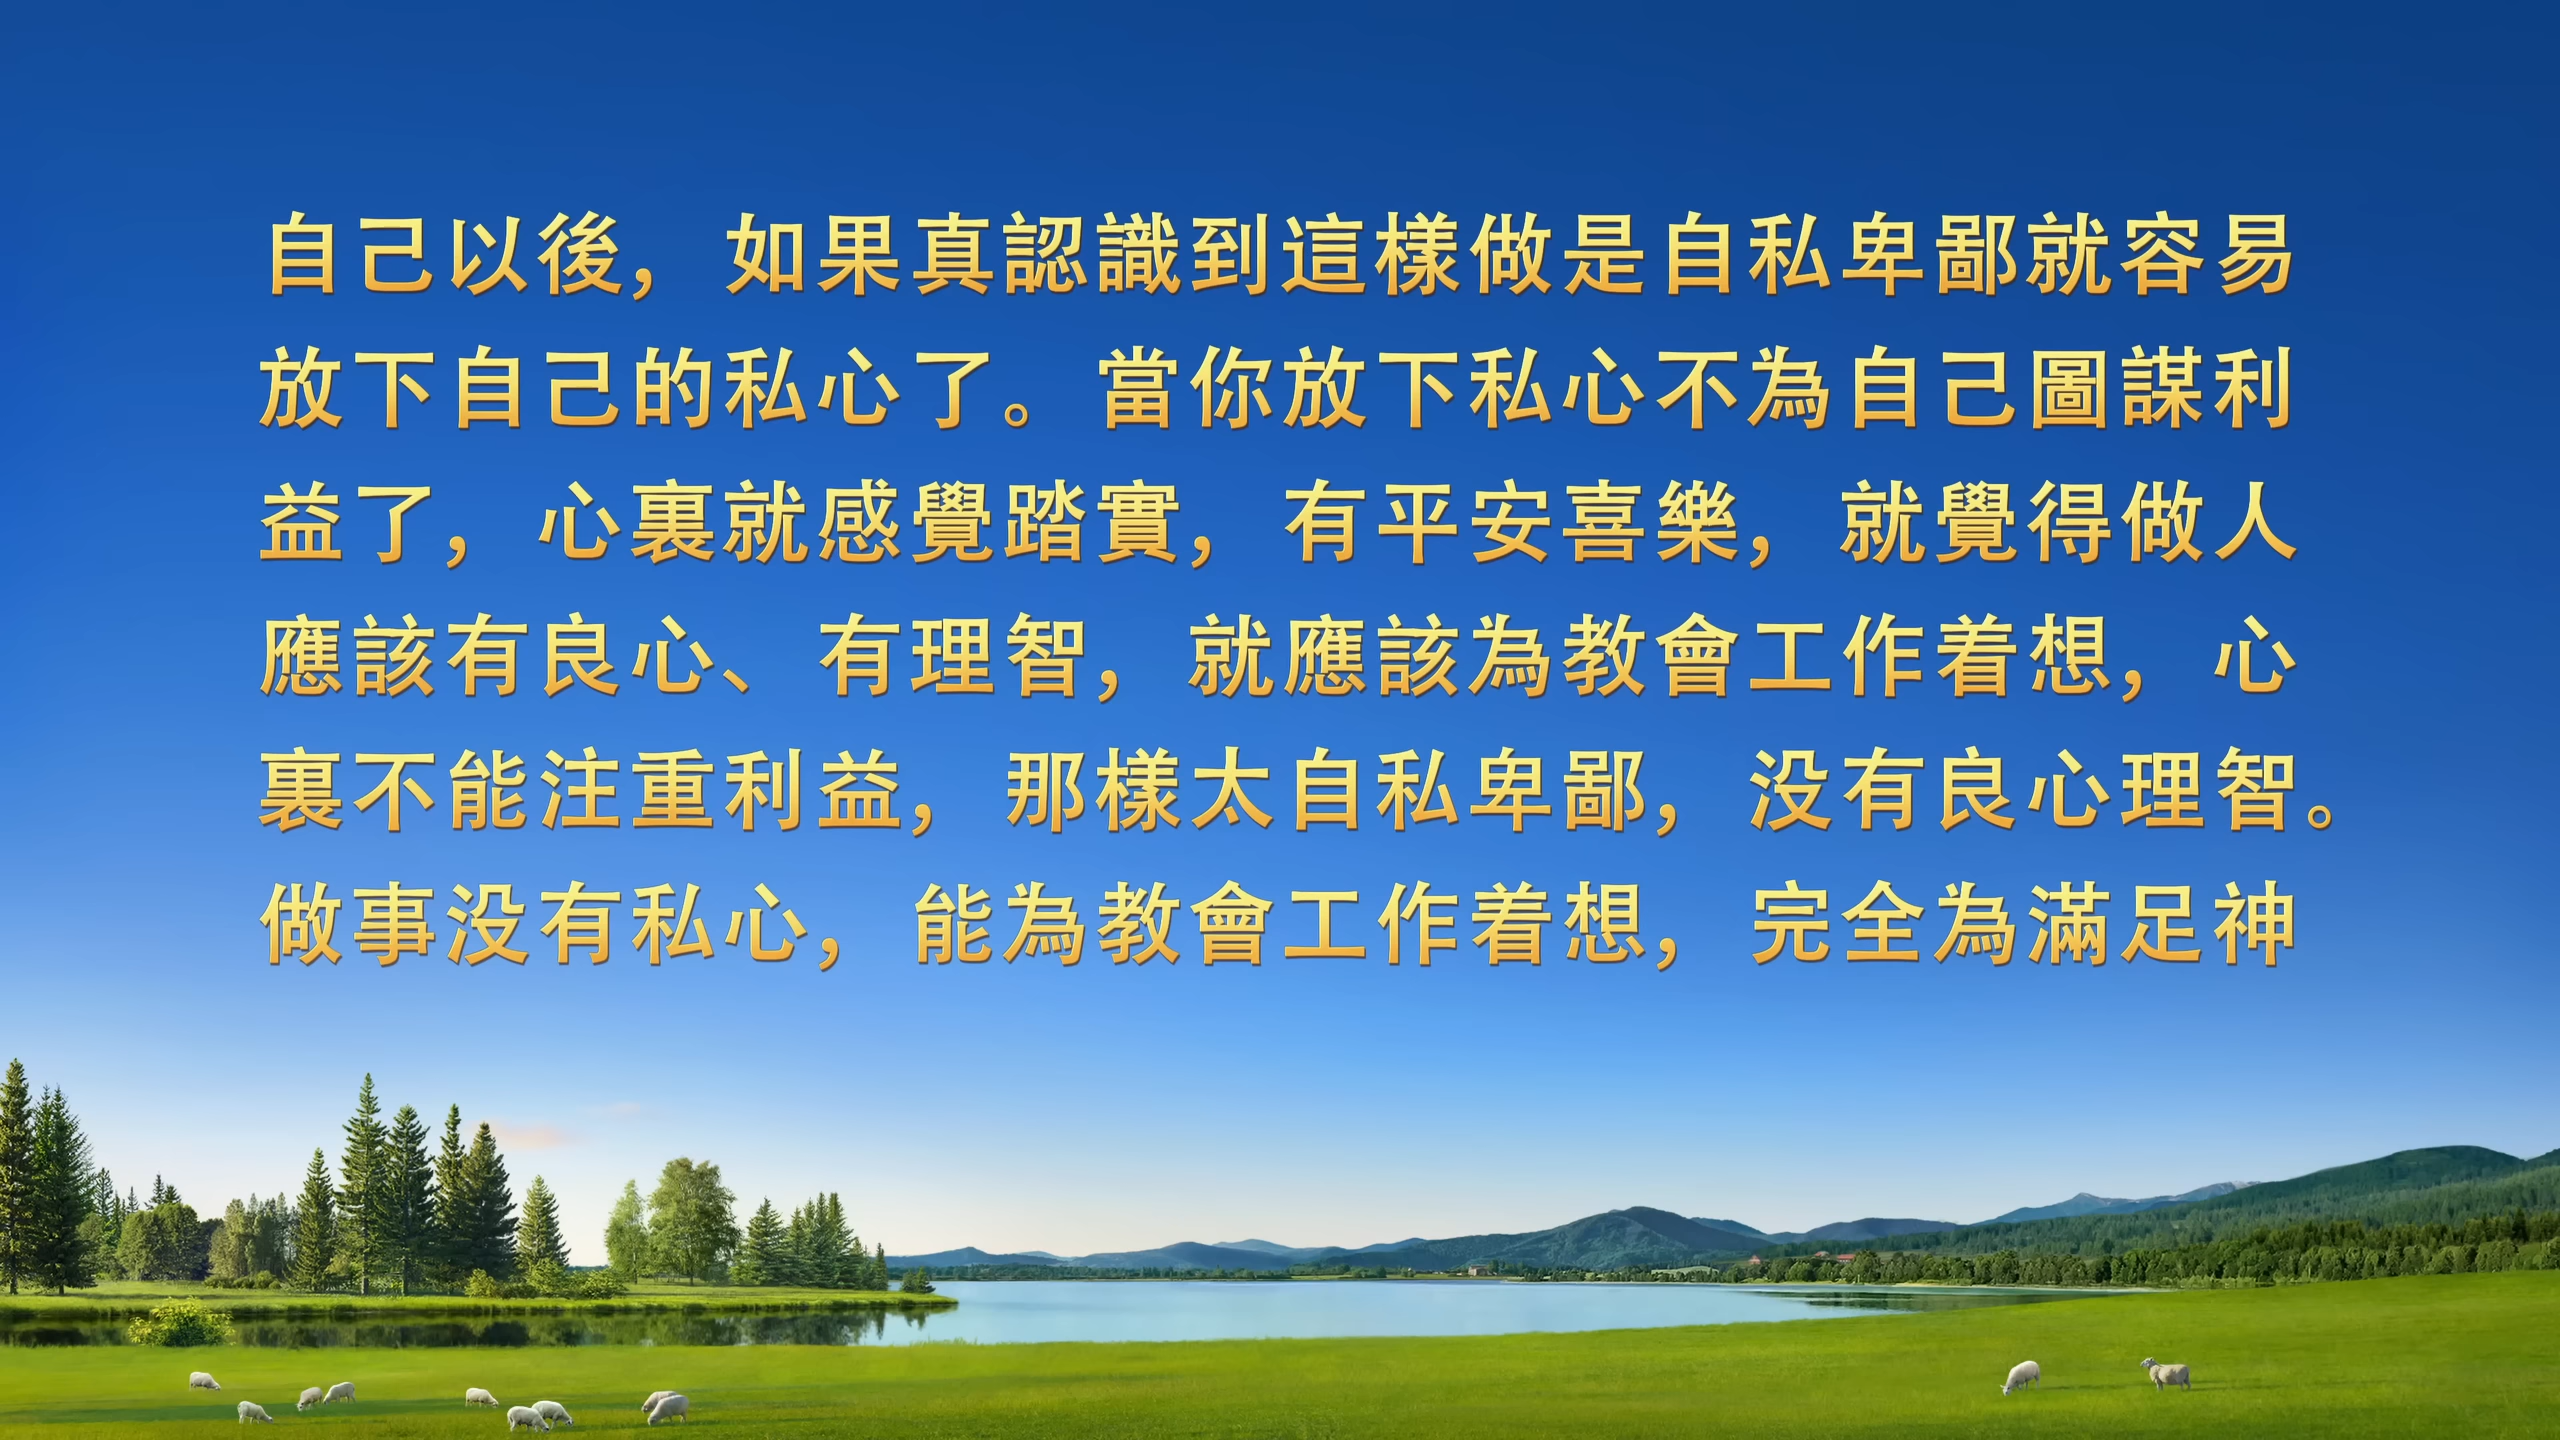 自己以後，如果真認識到這樣做是自私卑鄙就容易
放下自己的私心了。當你放下私心不為自己圖謀利
益了，心裏就感覺踏實，有平安喜樂，就覺得做人
應該有良心、有理智，就應該為教會工作着想，心
裏不能注重利益，那樣太自私卑鄙，没有良心理智。
做事没有私心，能為教會工作着想，完全為滿足神